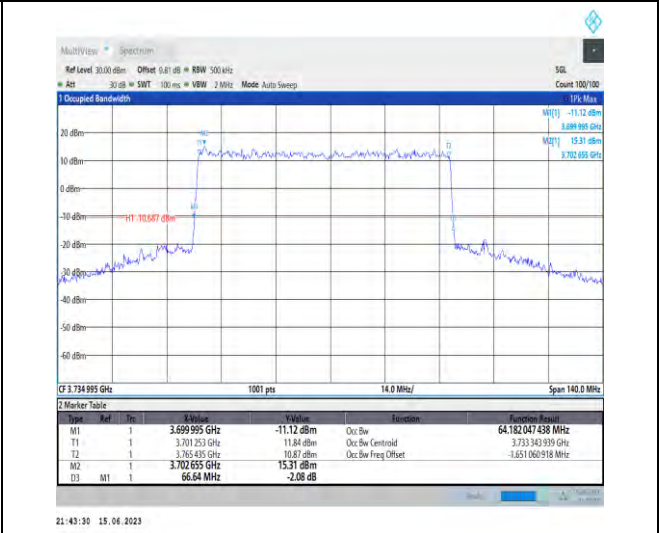 MultiView Spectrum
Ref Level 30.00 dBm Offset 9.81 dB RBW 500 kHz SGL
Att 30 dB SWT 100 ms VBW 2 MHz Mode Auto Sweep Count 100/100
1 Occupied Bandwidth 1Pk Max
M1[1] -11.12 dBm
3.699 995 GHz
M2[1] 15.31 dBm
3.702 655 GHz
20 dBm
M2
T1
T2
10 dBm
0 dBm
M1
-10 dBm
H1 -10.687 dBm
-20 dBm
-30 dBm
-40 dBm
-50 dBm
-60 dBm
CF 3.734 995 GHz 1001 pts 14.0 MHz/ Span 140.0 MHz
2 Marker Table
Type Ref Trc X-Value Y-Value Function Function Result
M1 1 3.699 995 GHz -11.12 dBm Occ Bw 64.182 047 438 MHz
T1 1 3.701 253 GHz 11.84 dBm Occ Bw Centroid 3.733 343 939 GHz
T2 1 3.765 435 GHz 10.87 dBm Occ Bw Freq Offset -1.651 060 918 MHz
M2 1 3.702 655 GHz 15.31 dBm
D3 M1 1 66.64 MHz -2.08 dB
21:43:30 15.06.2023